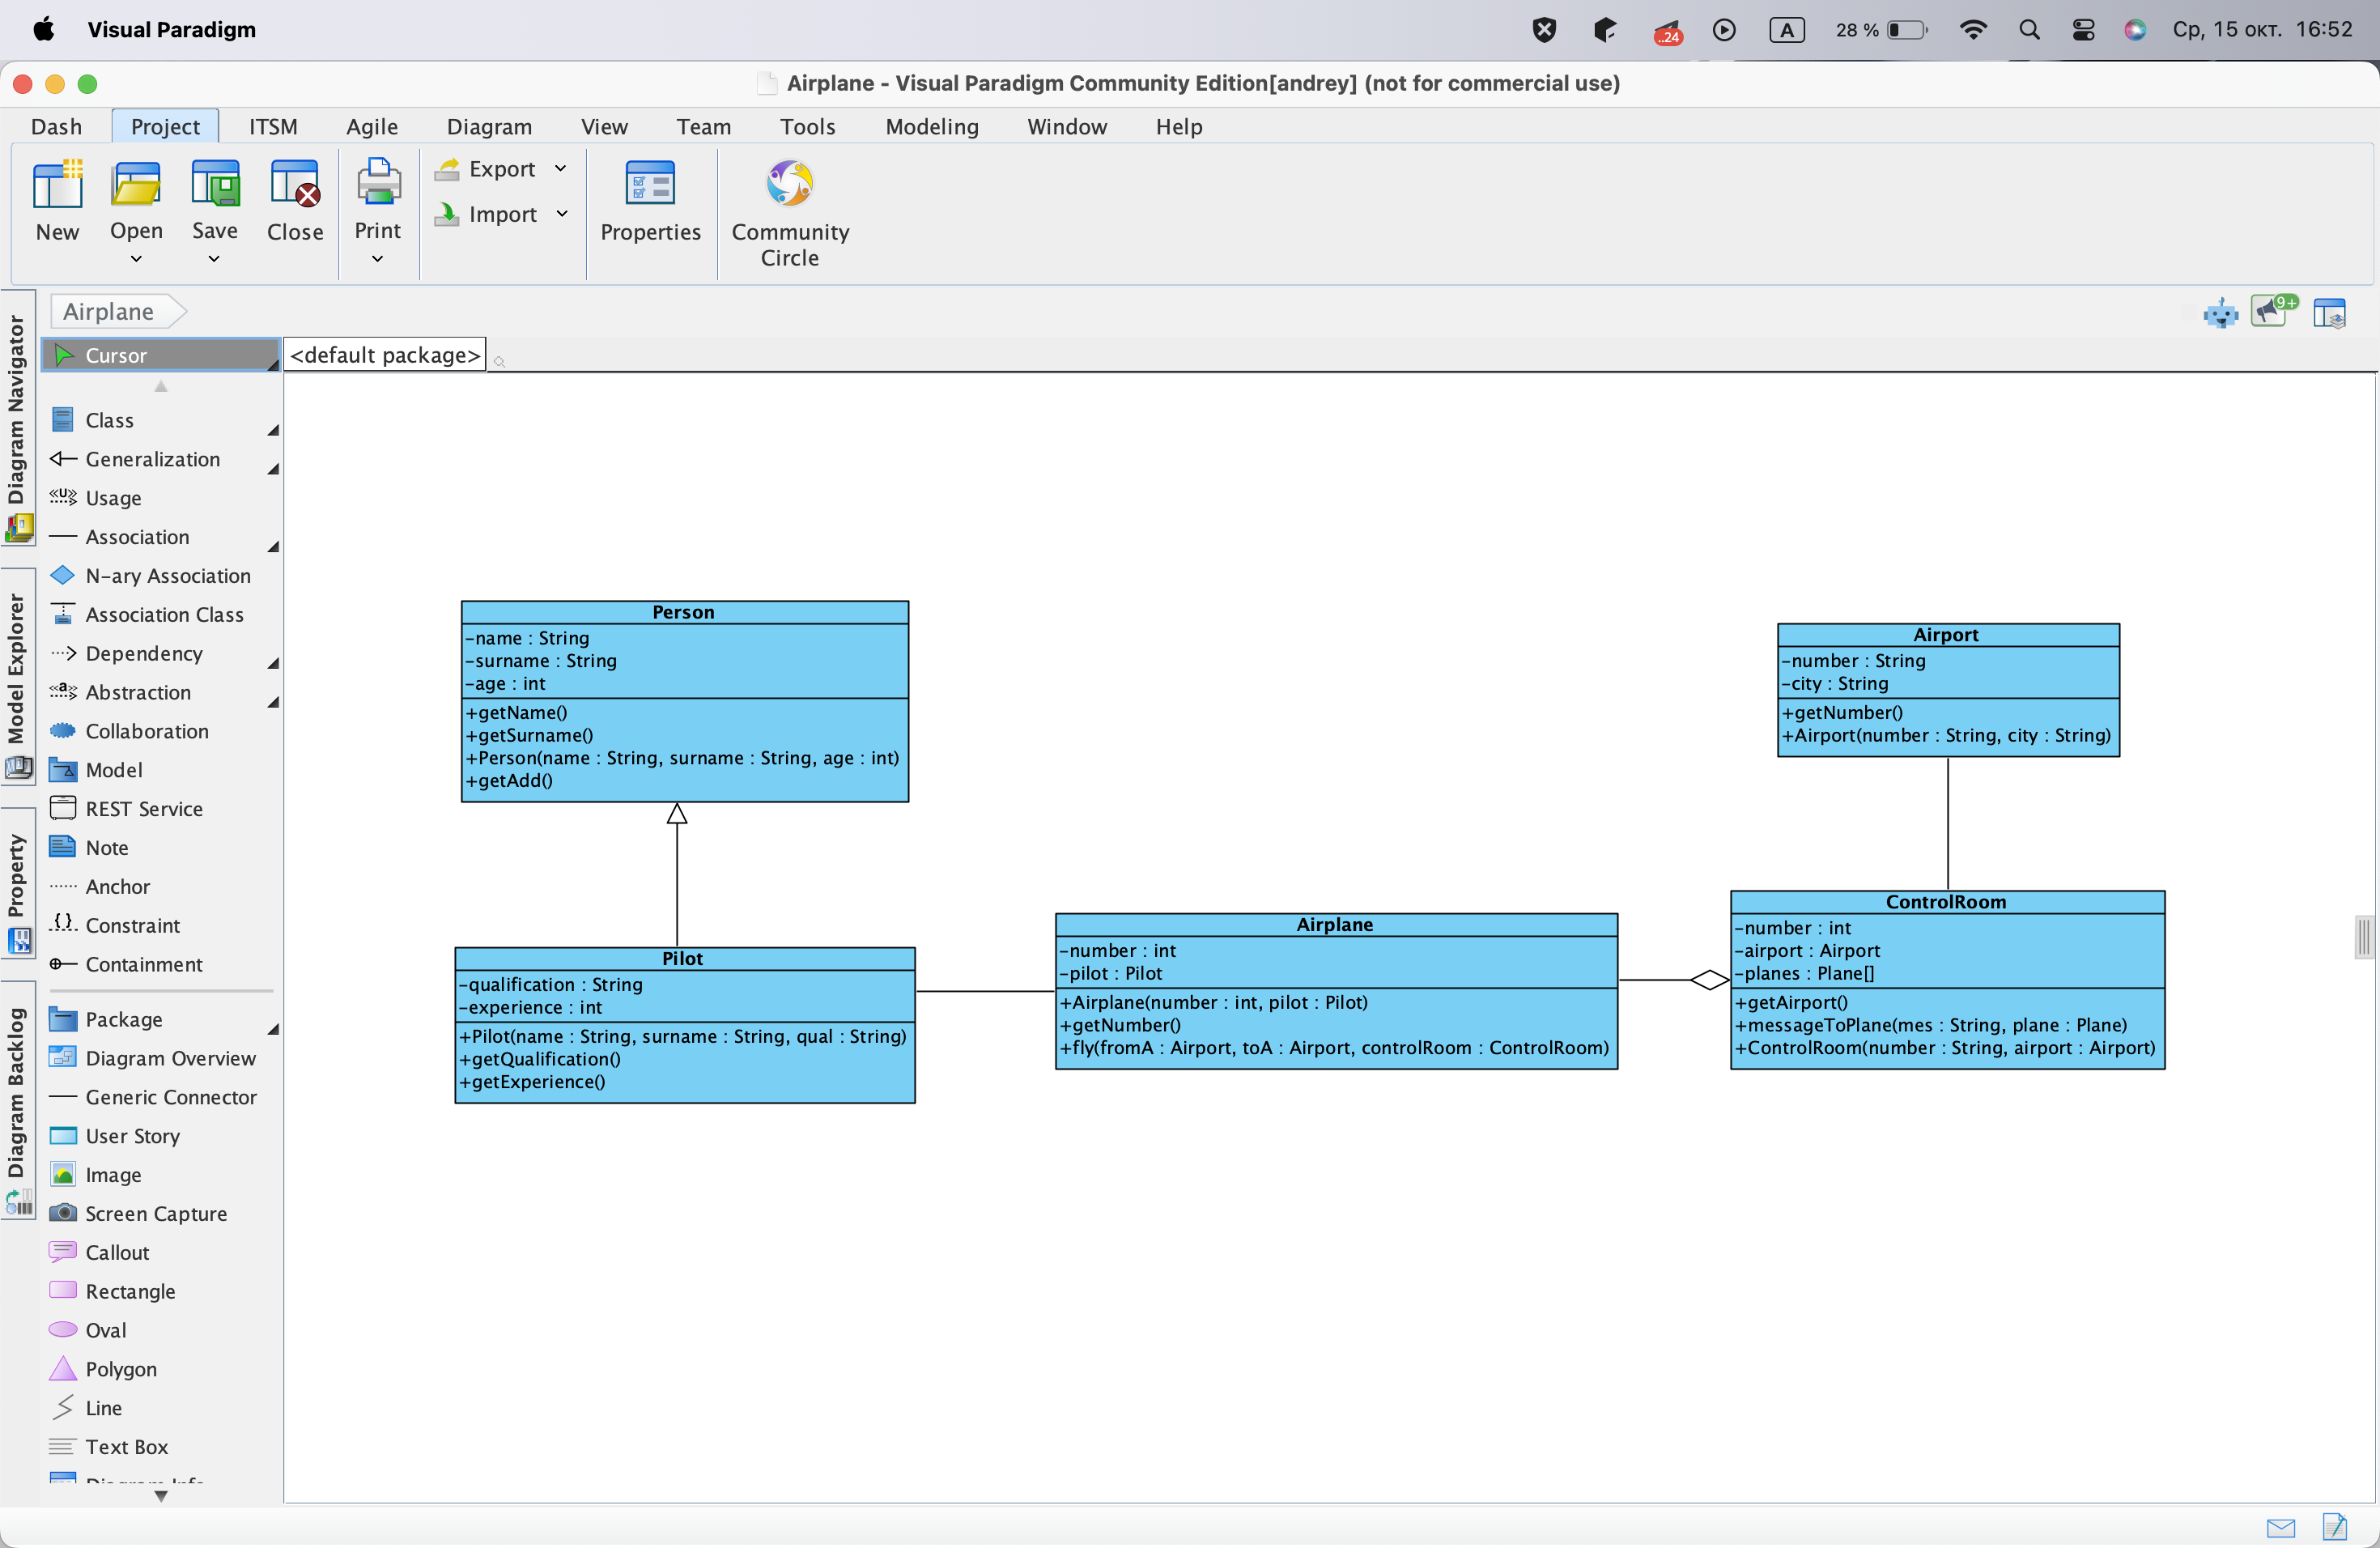 Visual Paradigm
..24
A
28 %
Ср, 15 окт. 16:52
Airplane - Visual Paradigm Community Edition[andrey] (not for commercial use)
Dash Project ITSM Agile Diagram View Team Tools Modeling Window Help
New
Open
Save
Close
Print
Export
Import
Properties
Community
Circle
Airplane
9+
Diagram Navigator
Model Explorer
Property
Diagram Backlog
Cursor
<default package>
Class
Generalization
«U» Usage
Association
N-ary Association
Association Class
Dependency
«a» Abstraction
Collaboration
Model
REST Service
Note
Anchor
{} Constraint
Containment
Package
Diagram Overview
Generic Connector
User Story
Image
Screen Capture
Callout
Rectangle
Oval
Polygon
Line
Text Box
Diagram Info
Person
-name : String
-surname : String
-age : int
+getName()
+getSurname()
+Person(name : String, surname : String, age : int)
+getAdd()
Pilot
-qualification : String
-experience : int
+Pilot(name : String, surname : String, qual : String)
+getQualification()
+getExperience()
Airplane
-number : int
-pilot : Pilot
+Airplane(number : int, pilot : Pilot)
+getNumber()
+fly(fromA : Airport, toA : Airport, controlRoom : ControlRoom)
Airport
-number : String
-city : String
+getNumber()
+Airport(number : String, city : String)
ControlRoom
-number : int
-airport : Airport
-planes : Plane[]
+getAirport()
+messageToPlane(mes : String, plane : Plane)
+ControlRoom(number : String, airport : Airport)